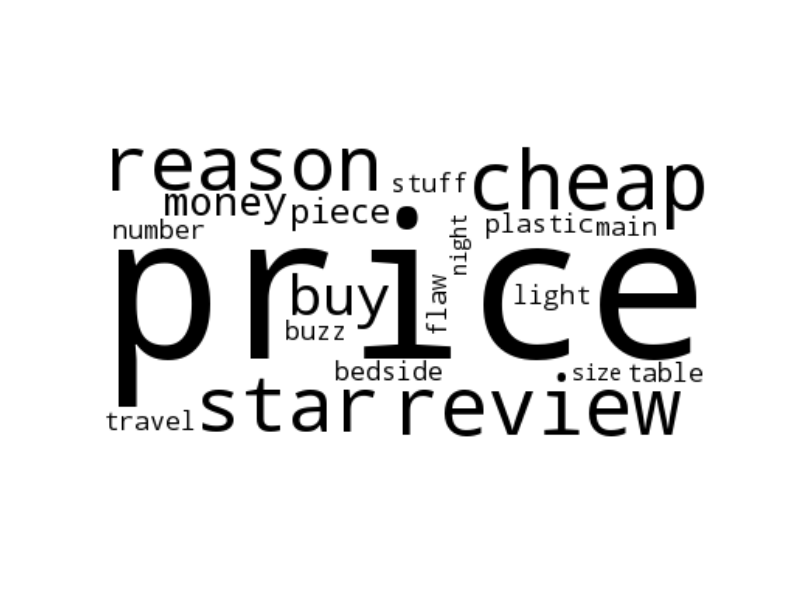 reason
stuff
cheap
money
piece
number
night
plastic
main
price
buy
light
flaw
buzz
bedside
size
table
travel
star
review